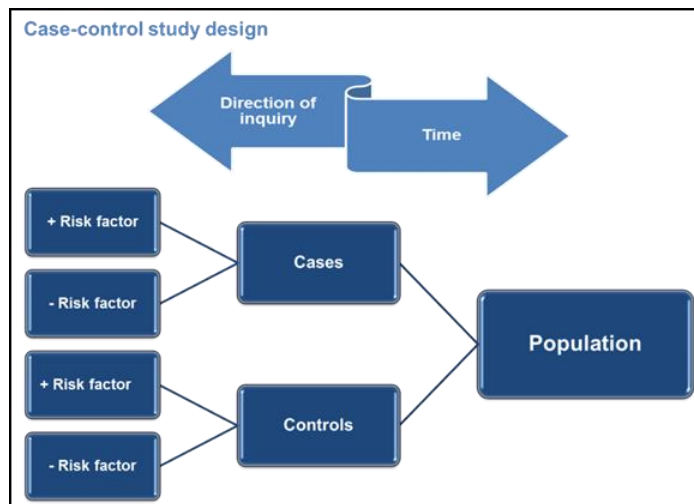 Case-control study design
Direction of
inquiry
Time
+ Risk factor
- Risk factor
+ Risk factor
- Risk factor
Cases
Controls
Population